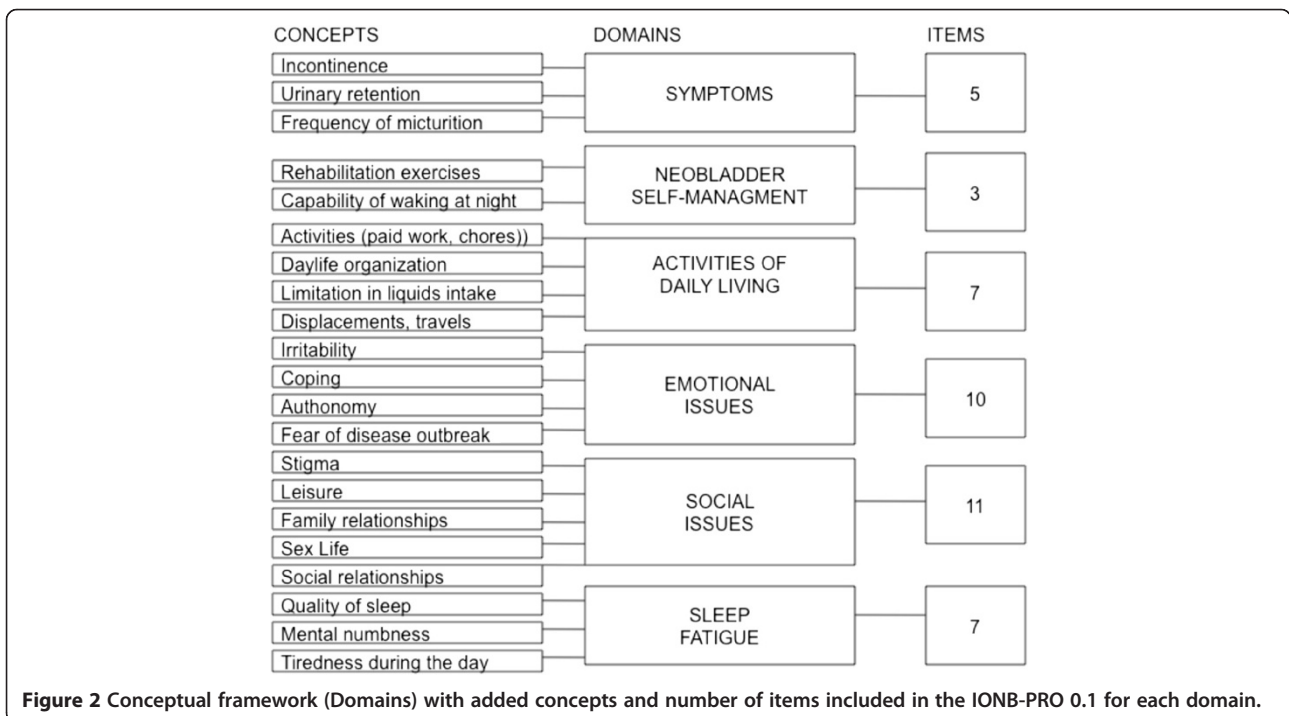 CONCEPTS DOMAINS ITEMS
Incontinence
Urinary retention
Frequency of micturition
SYMPTOMS
5
Rehabilitation exercises
Capability of waking at night
NEOBLADDER
SELF-MANAGMENT
3
Activities (paid work, chores))
Daylife organization
Limitation in liquids intake
Displacements, travels
ACTIVITIES OF
DAILY LIVING
7
Irritability
Coping
Authonomy
Fear of disease outbreak
EMOTIONAL
ISSUES
10
Stigma
Leisure
Family relationships
Sex Life
Social relationships
SOCIAL
ISSUES
11
Quality of sleep
Mental numbness
Tiredness during the day
SLEEP
FATIGUE
7
Figure 2 Conceptual framework (Domains) with added concepts and number of items included in the IONB-PRO 0.1 for each domain.